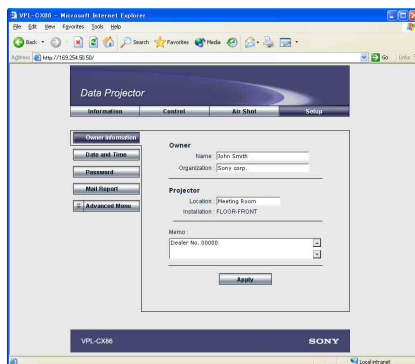 VPL-CX86 - Microsoft Internet Explorer
File Edit View Favorites Tools Help
Back Search Favorites Media
Address http://169.254.50.50/ Go Links
Data Projector
Information Control Air Shot Setup
Owner Information
Date and Time
Password
Mail Report
Advanced Menu
Owner
Name : John Smith
Organization : Sony corp.
Projector
Location : Meeting Room
Installation : FLOOR-FRONT
Memo :
Dealer No. 00000
Apply
VPL-CX86 SONY
Local intranet